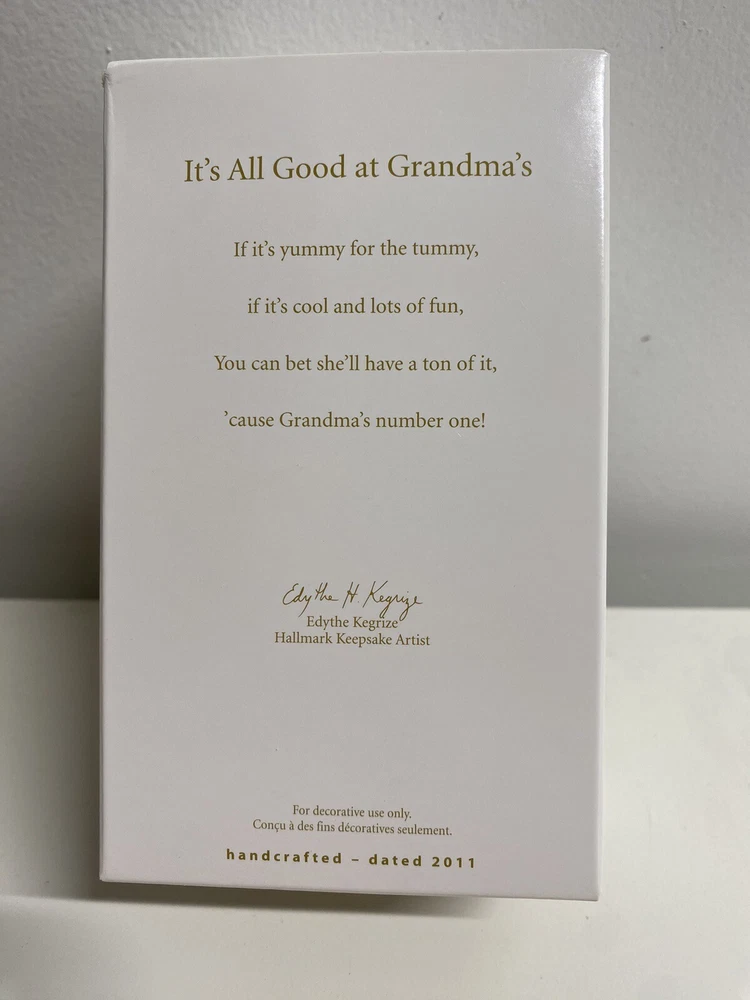 It's All Good at Grandma's
If it's yummy for the tummy,
if it's cool and lots of fun,
You can bet she'll have a ton of it,
'cause Grandma's number one!
Edythe H. Kegrize
Edythe Kegrize
Hallmark Keepsake Artist
For decorative use only.
Conçu à des fins décoratives seulement.
handcrafted – dated 2011